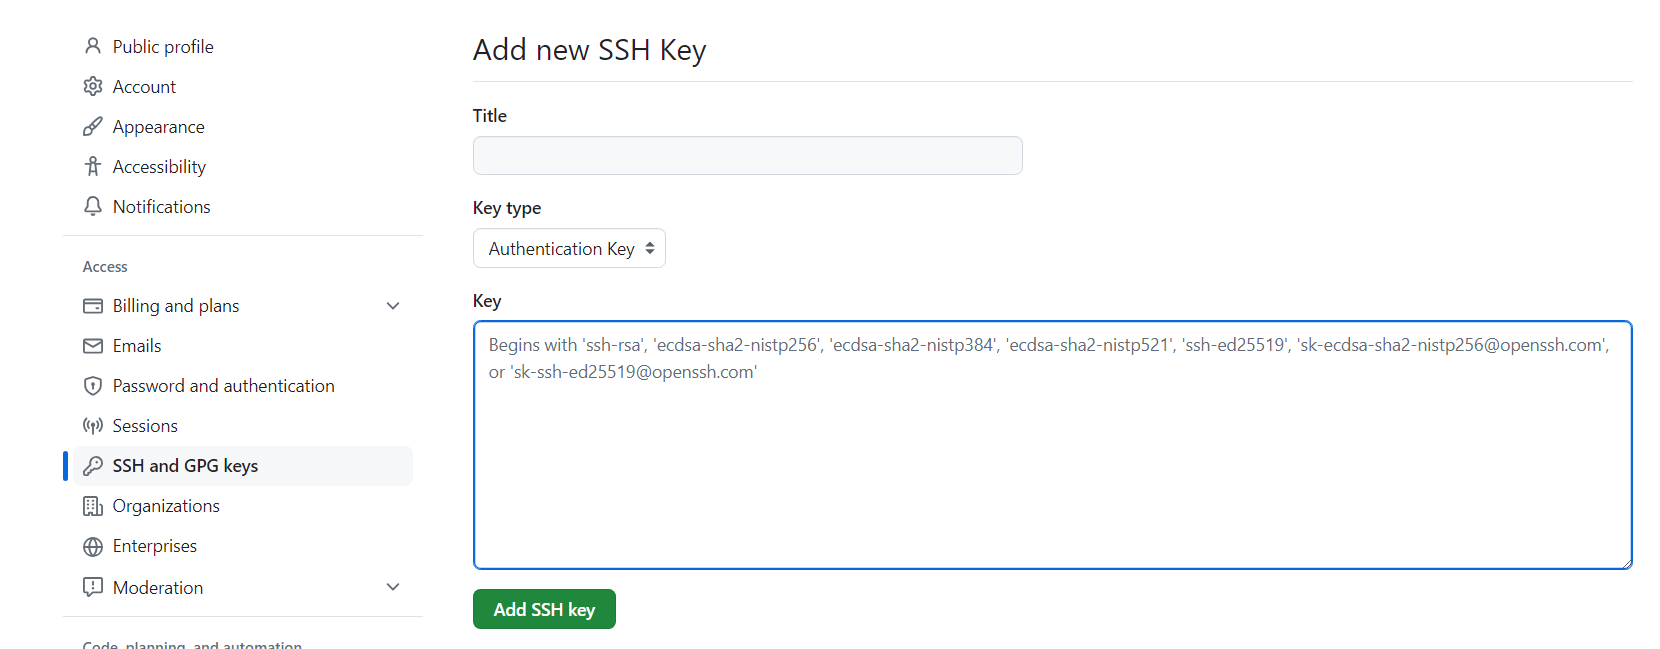 Public profile
Account
Appearance
Accessibility
Notifications
Access
Billing and plans
Emails
Password and authentication
Sessions
SSH and GPG keys
Organizations
Enterprises
Moderation
Code, planning, and automation
Add new SSH Key
Title
Key type
Authentication Key
Key
Begins with 'ssh-rsa', 'ecdsa-sha2-nistp256', 'ecdsa-sha2-nistp384', 'ecdsa-sha2-nistp521', 'ssh-ed25519', 'sk-ecdsa-sha2-nistp256@openssh.com',
or 'sk-ssh-ed25519@openssh.com'
Add SSH key